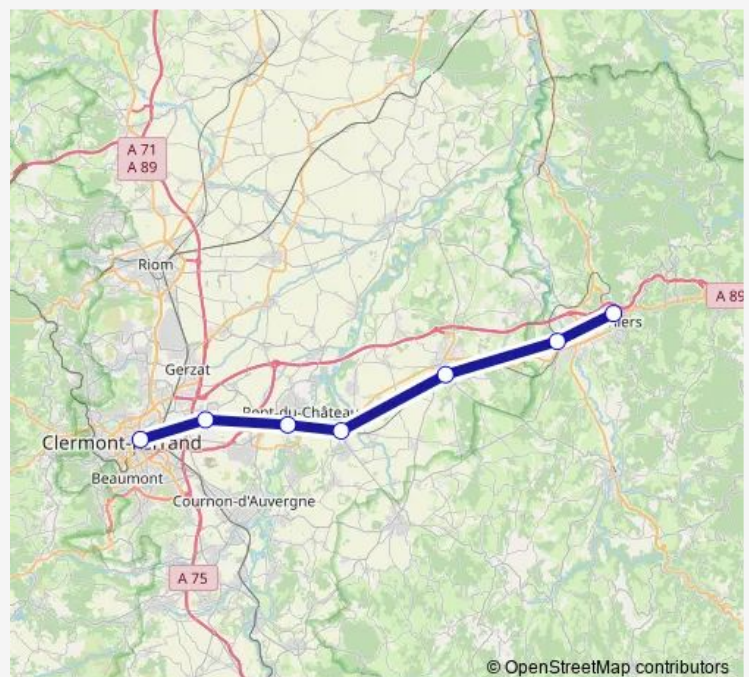 A 71
A 89
Riom
A 89
Gerzat
Pont-du-Château
Clermont-Ferrand
Beaumont
Cournon-d'Auvergne
A 75
© OpenStreetMap contributors